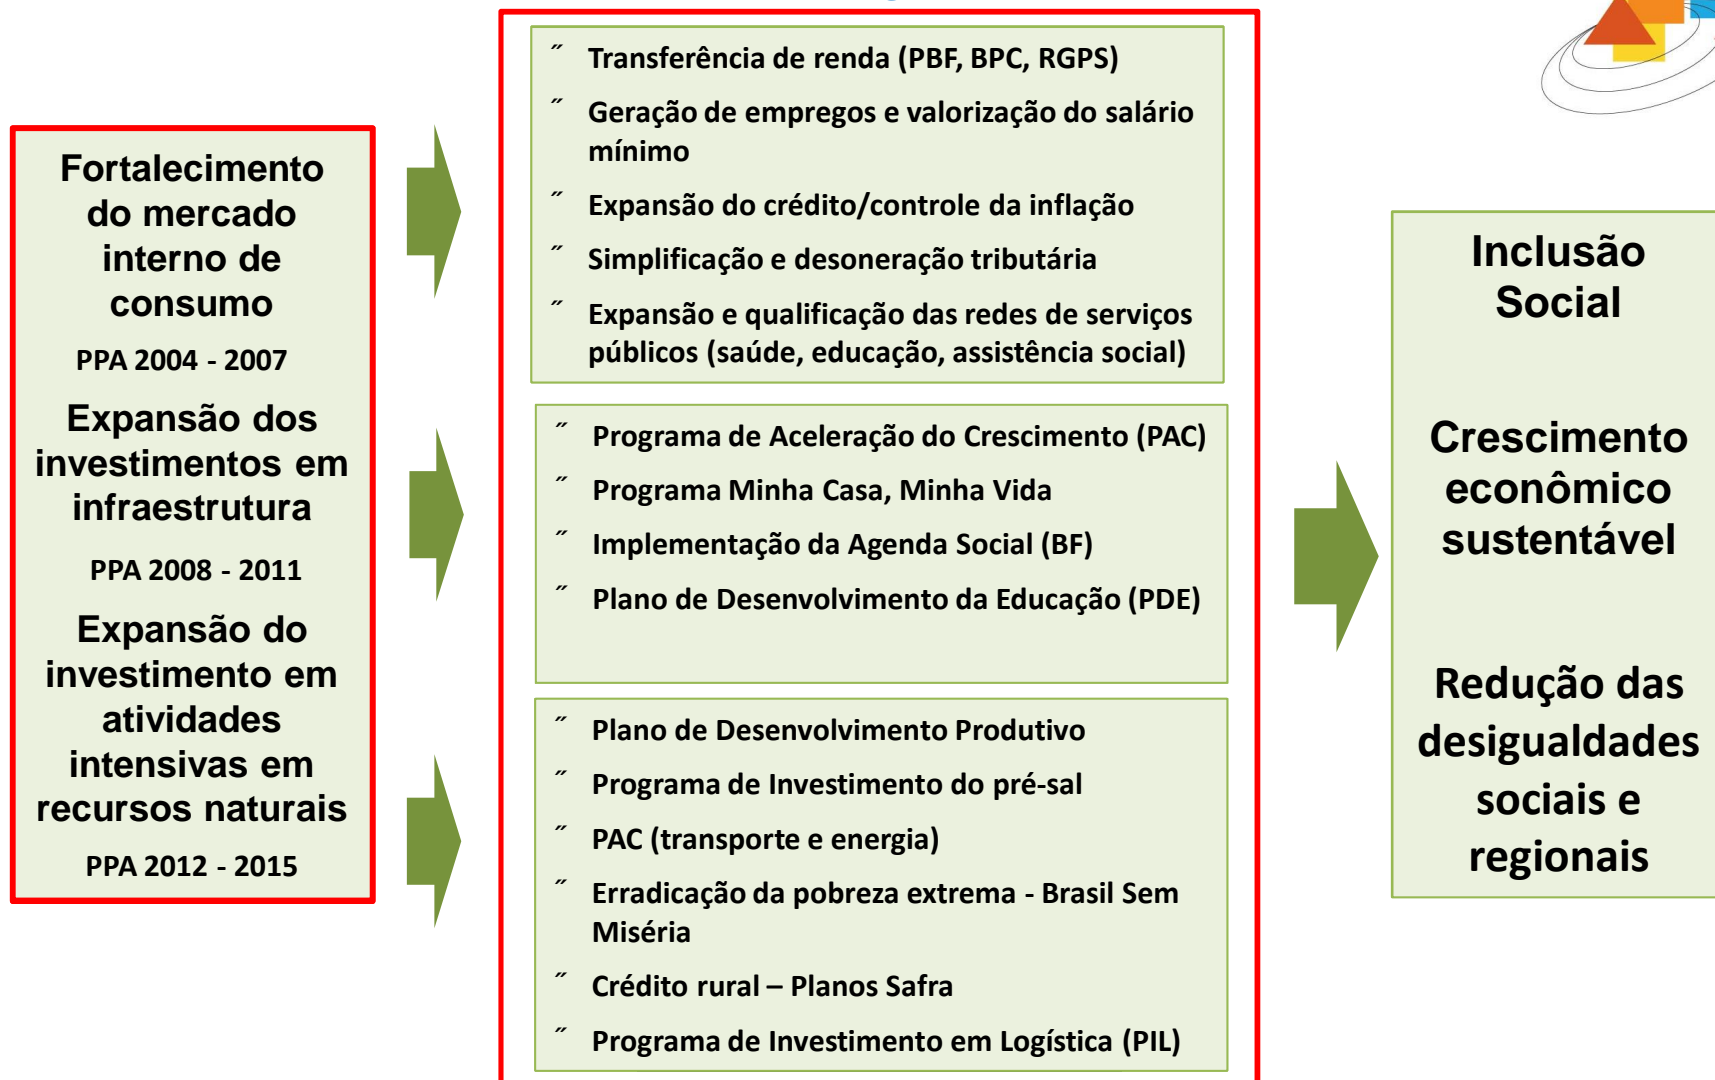 Fortalecimento
do mercado
interno de
consumo
PPA 2004 - 2007
Expansão dos
investimentos em
infraestrutura
PPA 2008 - 2011
Expansão do
investimento em
atividades
intensivas em
recursos naturais
PPA 2012 - 2015
˝ Transferência de renda (PBF, BPC, RGPS)
˝ Geração de empregos e valorização do salário
mínimo
˝ Expansão do crédito/controle da inflação
˝ Simplificação e desoneração tributária
˝ Expansão e qualificação das redes de serviços
públicos (saúde, educação, assistência social)
˝ Programa de Aceleração do Crescimento (PAC)
˝ Programa Minha Casa, Minha Vida
˝ Implementação da Agenda Social (BF)
˝ Plano de Desenvolvimento da Educação (PDE)
˝ Plano de Desenvolvimento Produtivo
˝ Programa de Investimento do pré-sal
˝ PAC (transporte e energia)
˝ Erradicação da pobreza extrema - Brasil Sem
Miséria
˝ Crédito rural – Planos Safra
˝ Programa de Investimento em Logística (PIL)
Inclusão
Social
Crescimento
econômico
sustentável
Redução das
desigualdades
sociais e
regionais